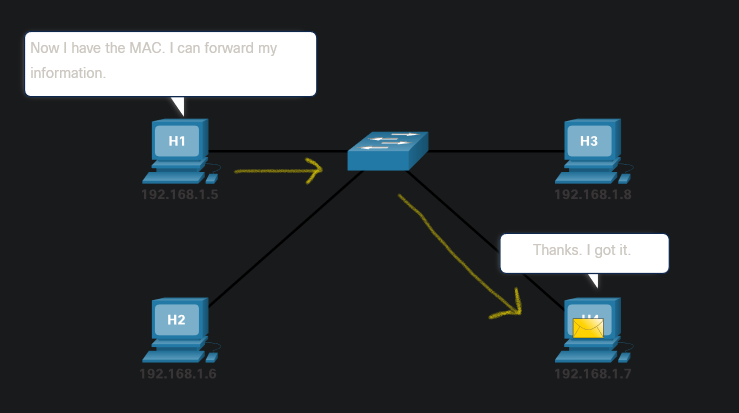 Now I have the MAC. I can forward my
information.
H1
H3
192.168.1.5
192.168.1.8
Thanks. I got it.
H2
H4
192.168.1.6
192.168.1.7